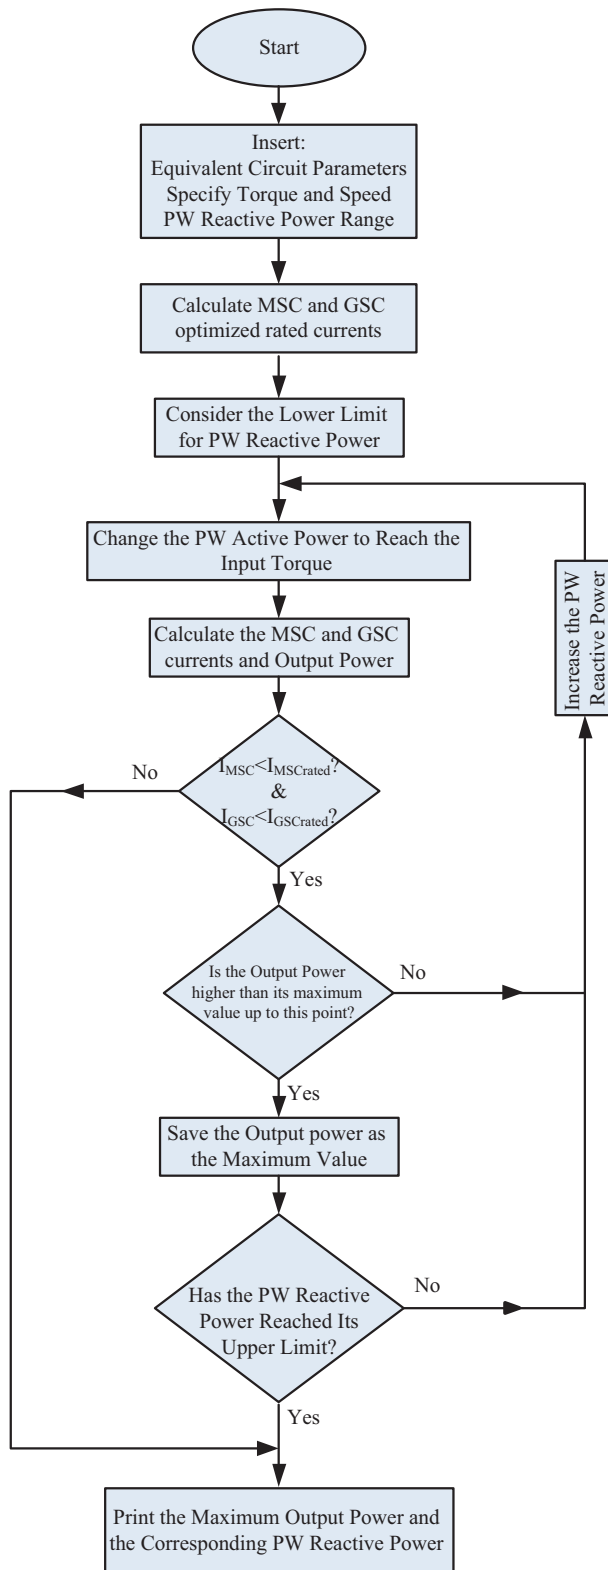 Start
Insert:
Equivalent Circuit Parameters
Specify Torque and Speed
PW Reactive Power Range
Calculate MSC and GSC
optimized rated currents
Consider the Lower Limit
for PW Reactive Power
Change the PW Active Power to Reach the
Input Torque
Increase the PW
Reactive Power
Calculate the MSC and GSC
currents and Output Power
No
I_MSC<I_MSCrated?
&
I_GSC<I_GSCrated?
Yes
Is the Output Power
higher than its maximum
value up to this point?
No
Yes
Save the Output power as
the Maximum Value
Has the PW Reactive
Power Reached Its
Upper Limit?
No
Yes
Print the Maximum Output Power and
the Corresponding PW Reactive Power